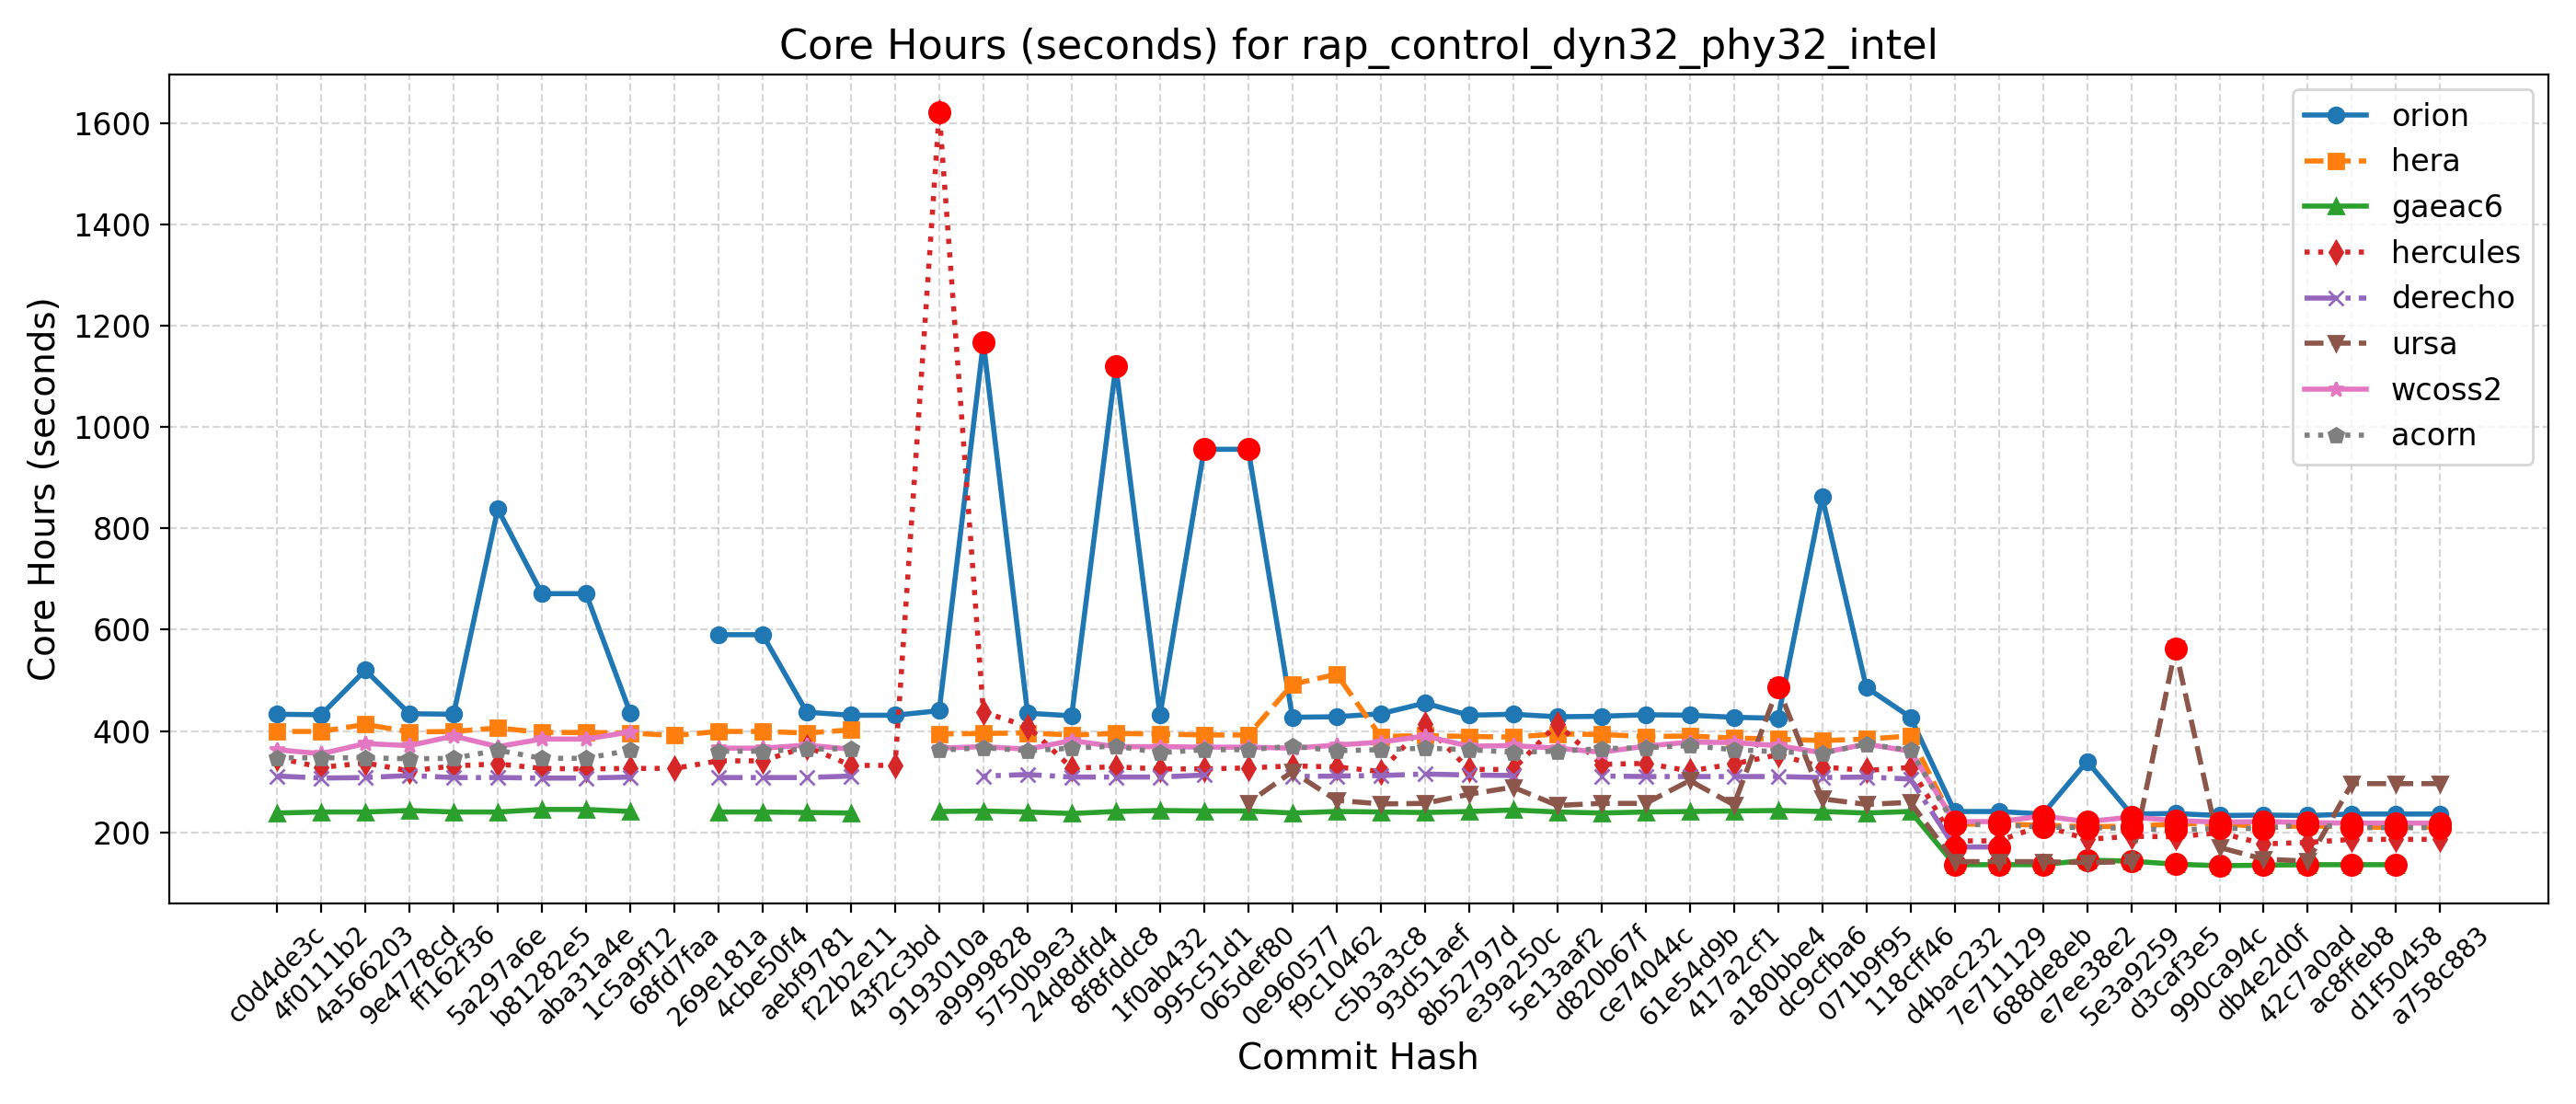 Core Hours (seconds) for rap_control_dyn32_phy32_intel
Core Hours (seconds)
1600
1400
1200
1000
800
600
400
200
orion
hera
gaeac6
hercules
derecho
ursa
wcoss2
acorn
c0d4de3c
4f0111b2
4a566203
9e4778cd
ff162f36
5a297a6e
b81282e5
aba31a4e
1c5a9f12
68fd7faa
269e181a
4cbe50f4
aebf9781
f22b2e11
43f2c3bd
9193010a
a9999828
5750b9e3
24d8dfd4
8f8fddc8
1f0ab432
995c51d1
065def80
0e960577
f9c10462
c5b3a3c8
93d51aef
8b52797d
e39a250c
5e13aaf2
d820b67f
ce74044c
61e54d9b
417a2cf1
a180bbe4
dc9cfba6
071b9f95
118cff46
d4bac232
7e711129
688de8eb
e7ee38e2
5e3a9259
d3caf3e5
990ca94c
db4e2d0f
42c7a0ad
ac8ffeb8
d1f50458
a758c883
Commit Hash